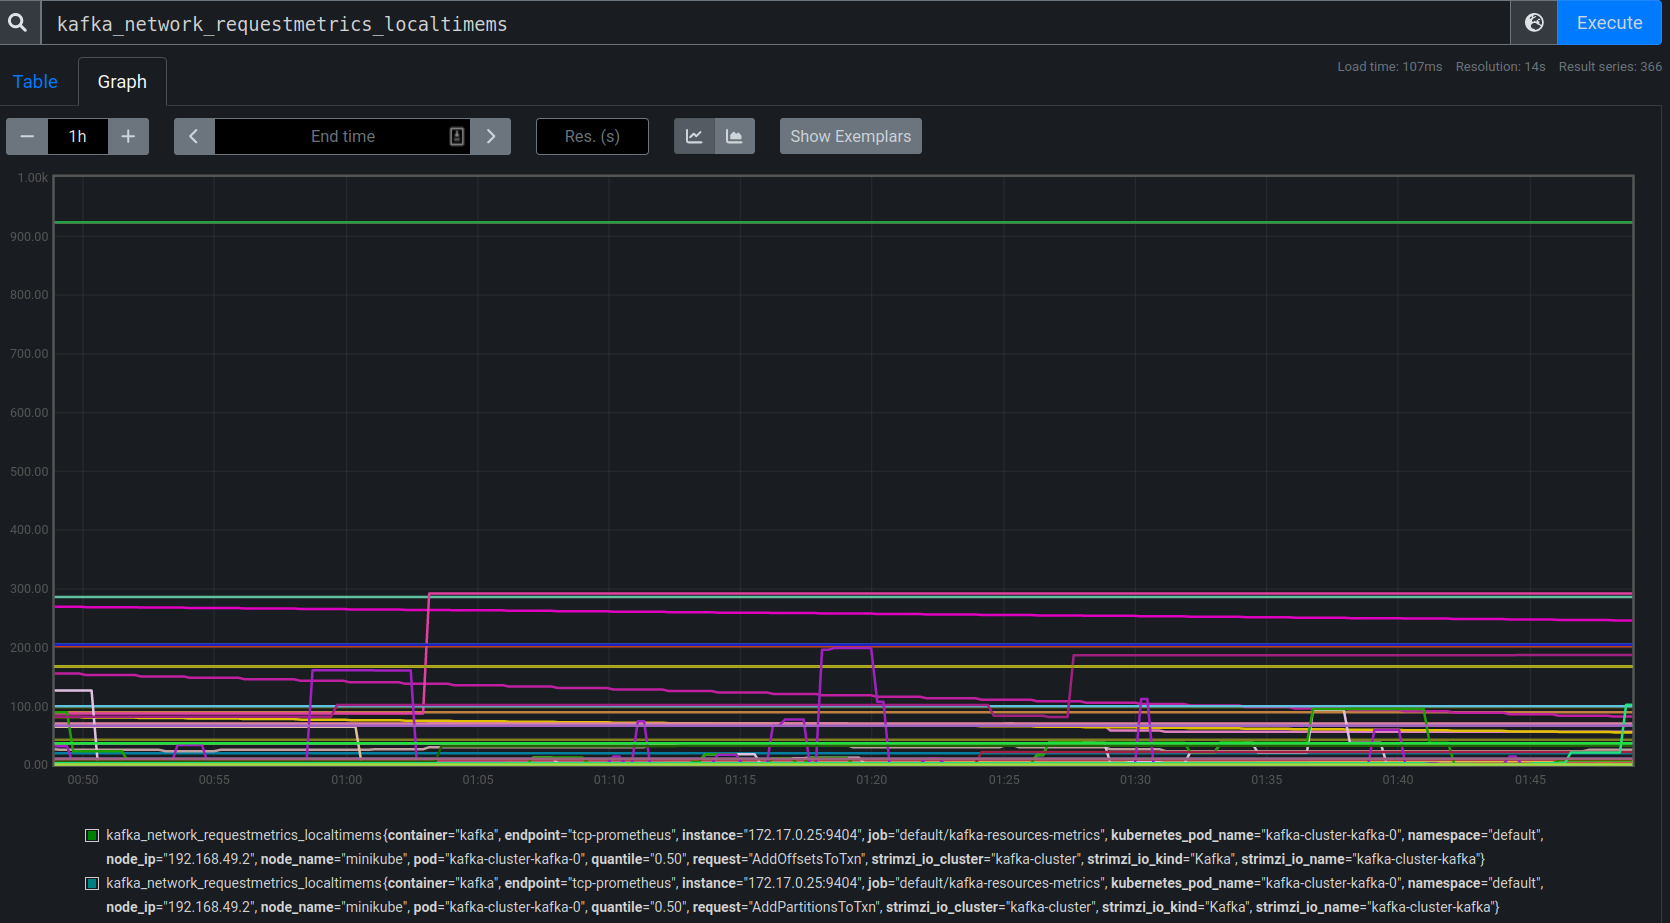 kafka_network_requestmetrics_localtimems
Execute
Table
Graph
Load time: 107ms Resolution: 14s Result series: 366
1h
End time
Res. (s)
Show Exemplars
1.00k
900.00
800.00
700.00
600.00
500.00
400.00
300.00
200.00
100.00
0.00
00:50 00:55 01:00 01:05 01:10 01:15 01:20 01:25 01:30 01:35 01:40 01:45
kafka_network_requestmetrics_localtimems{container="kafka", endpoint="tcp-prometheus", instance="172.17.0.25:9404", job="default/kafka-resources-metrics", kubernetes_pod_name="kafka-cluster-kafka-0", namespace="default",
node_ip="192.168.49.2", node_name="minikube", pod="kafka-cluster-kafka-0", quantile="0.50", request="AddOffsetsToTxn", strimzi_io_cluster="kafka-cluster", strimzi_io_kind="Kafka", strimzi_io_name="kafka-cluster-kafka"}
kafka_network_requestmetrics_localtimems{container="kafka", endpoint="tcp-prometheus", instance="172.17.0.25:9404", job="default/kafka-resources-metrics", kubernetes_pod_name="kafka-cluster-kafka-0", namespace="default",
node_ip="192.168.49.2", node_name="minikube", pod="kafka-cluster-kafka-0", quantile="0.50", request="AddPartitionsToTxn", strimzi_io_cluster="kafka-cluster", strimzi_io_kind="Kafka", strimzi_io_name="kafka-cluster-kafka"}